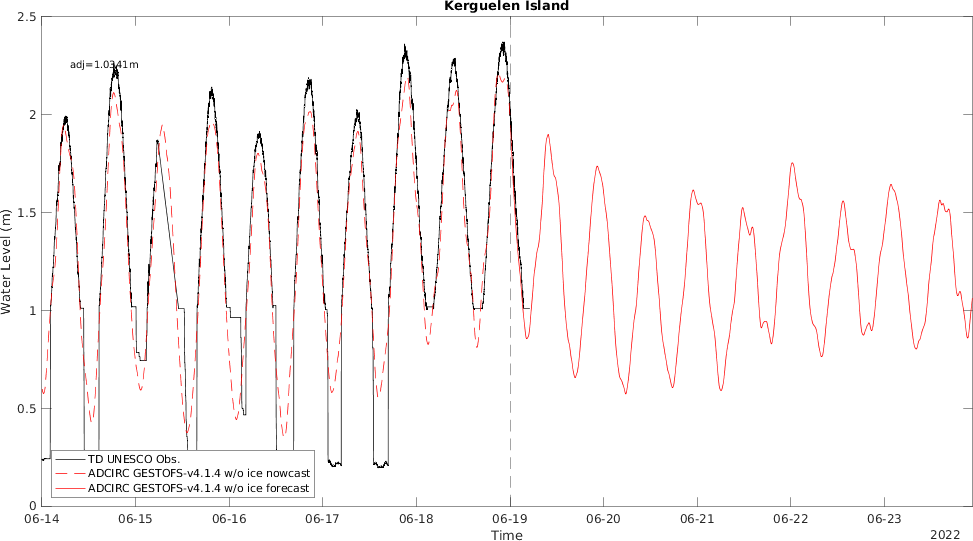 Kerguelen Island
2.5
adj=1.0341m
2
1.5
Water Level (m)
1
0.5
TD UNESCO Obs.
ADCIRC GESTOFS-v4.1.4 w/o ice nowcast
ADCIRC GESTOFS-v4.1.4 w/o ice forecast
0
06-14 06-15 06-16 06-17 06-18 06-19 06-20 06-21 06-22 06-23
Time
2022